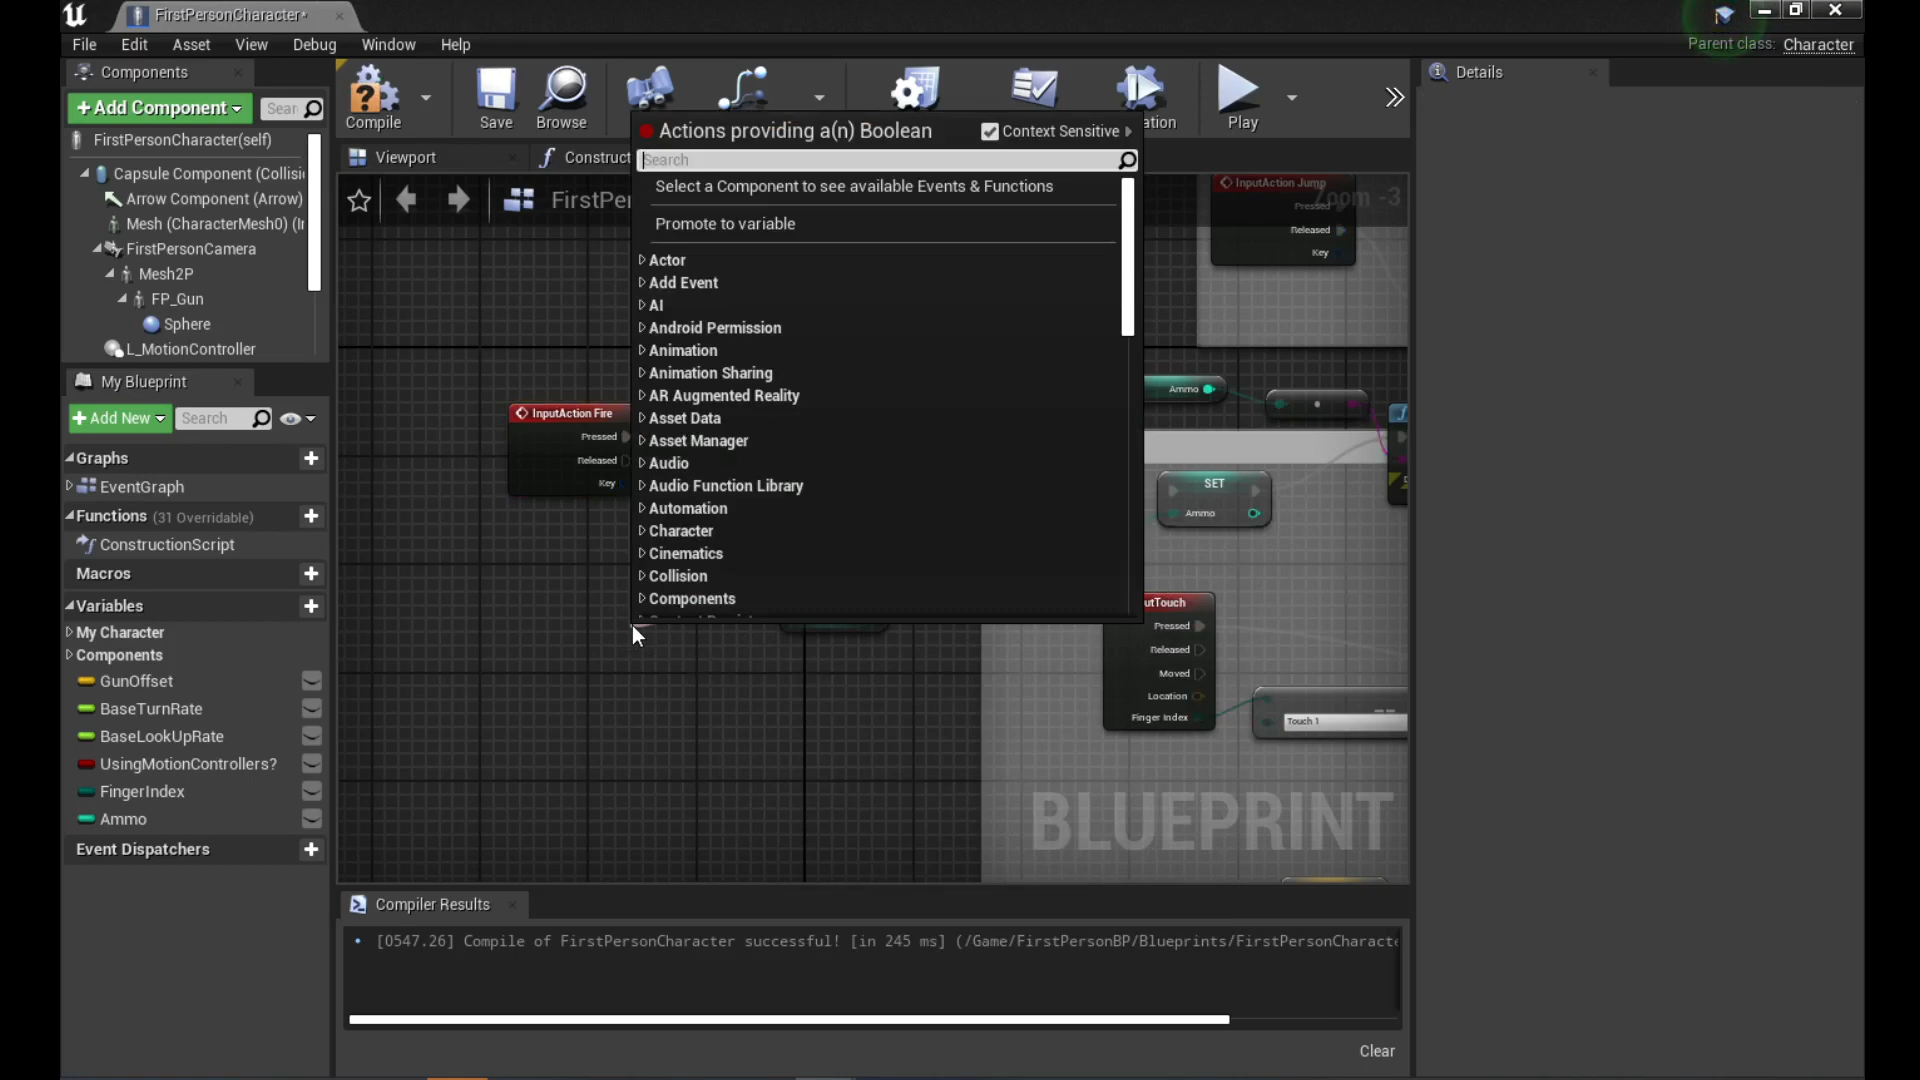 FirstPersonCharacter*
File Edit Asset View Debug Window Help
Parent class: Character
Components
Details
+Add Component
Sear
Compile
Save
Browse
Play
Actions providing a(n) Boolean
Context Sensitive
Search
FirstPersonCharacter(self)
Capsule Component (Collisi
Arrow Component (Arrow)
Mesh (CharacterMesh0) (I
FirstPersonCamera
Mesh2P
FP_Gun
Sphere
L_MotionController
Viewport
Construct
FirstPe
Zoom -3
Select a Component to see available Events & Functions
Promote to variable
Actor
Add Event
AI
Android Permission
Animation
Animation Sharing
AR Augmented Reality
Asset Data
Asset Manager
Audio
Audio Function Library
Automation
Character
Cinematics
Collision
Components
InputAction Jump
Pressed
Released
Key
InputAction Fire
Pressed
Released
Key
Ammo
SET
Ammo
utTouch
Pressed
Released
Moved
Location
Finger Index
Touch 1
BLUEPRINT
My Blueprint
+Add New
Search
Graphs
EventGraph
Functions (31 Overridable)
ConstructionScript
Macros
Variables
My Character
Components
GunOffset
BaseTurnRate
BaseLookUpRate
UsingMotionControllers?
FingerIndex
Ammo
Event Dispatchers
Compiler Results
[0547.26] Compile of FirstPersonCharacter successful! [in 245 ms] (/Game/FirstPersonBP/Blueprints/FirstPersonCharacte
Clear